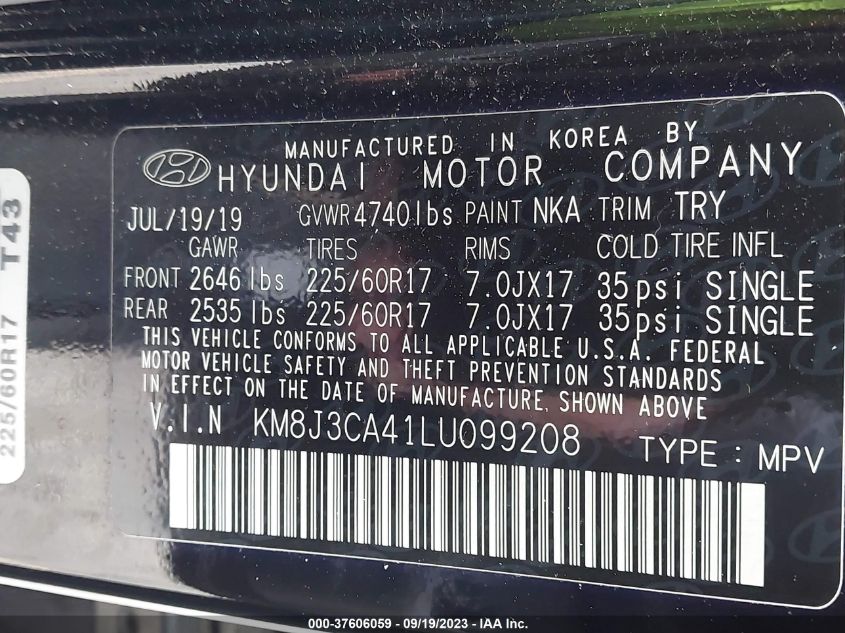 MANUFACTURED IN KOREA BY
HYUNDAI MOTOR COMPANY
JUL/19/19 GVWR 4740 lbs PAINT NKA TRIM TRY
GAWR TIRES RIMS COLD TIRE INFL
FRONT 2646 lbs 225/60R17 7.0JX17 35psi SINGLE
REAR 2535 lbs 225/60R17 7.0JX17 35psi SINGLE
THIS VEHICLE CONFORMS TO ALL APPLICABLE U.S.A. FEDERAL
MOTOR VEHICLE SAFETY AND THEFT PREVENTION STANDARDS
IN EFFECT ON THE DATE OF MANUFACTURE SHOWN ABOVE
V.I.N KM8J3CA41LU099208 TYPE : MPV
225/60R17 T43
000-37606059 - 09/19/2023 - © IAA, Inc.